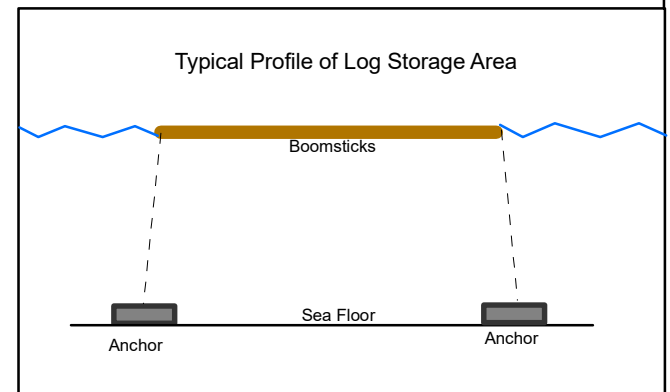 Typical Profile of Log Storage Area
Boomsticks
Sea Floor
Anchor
Anchor